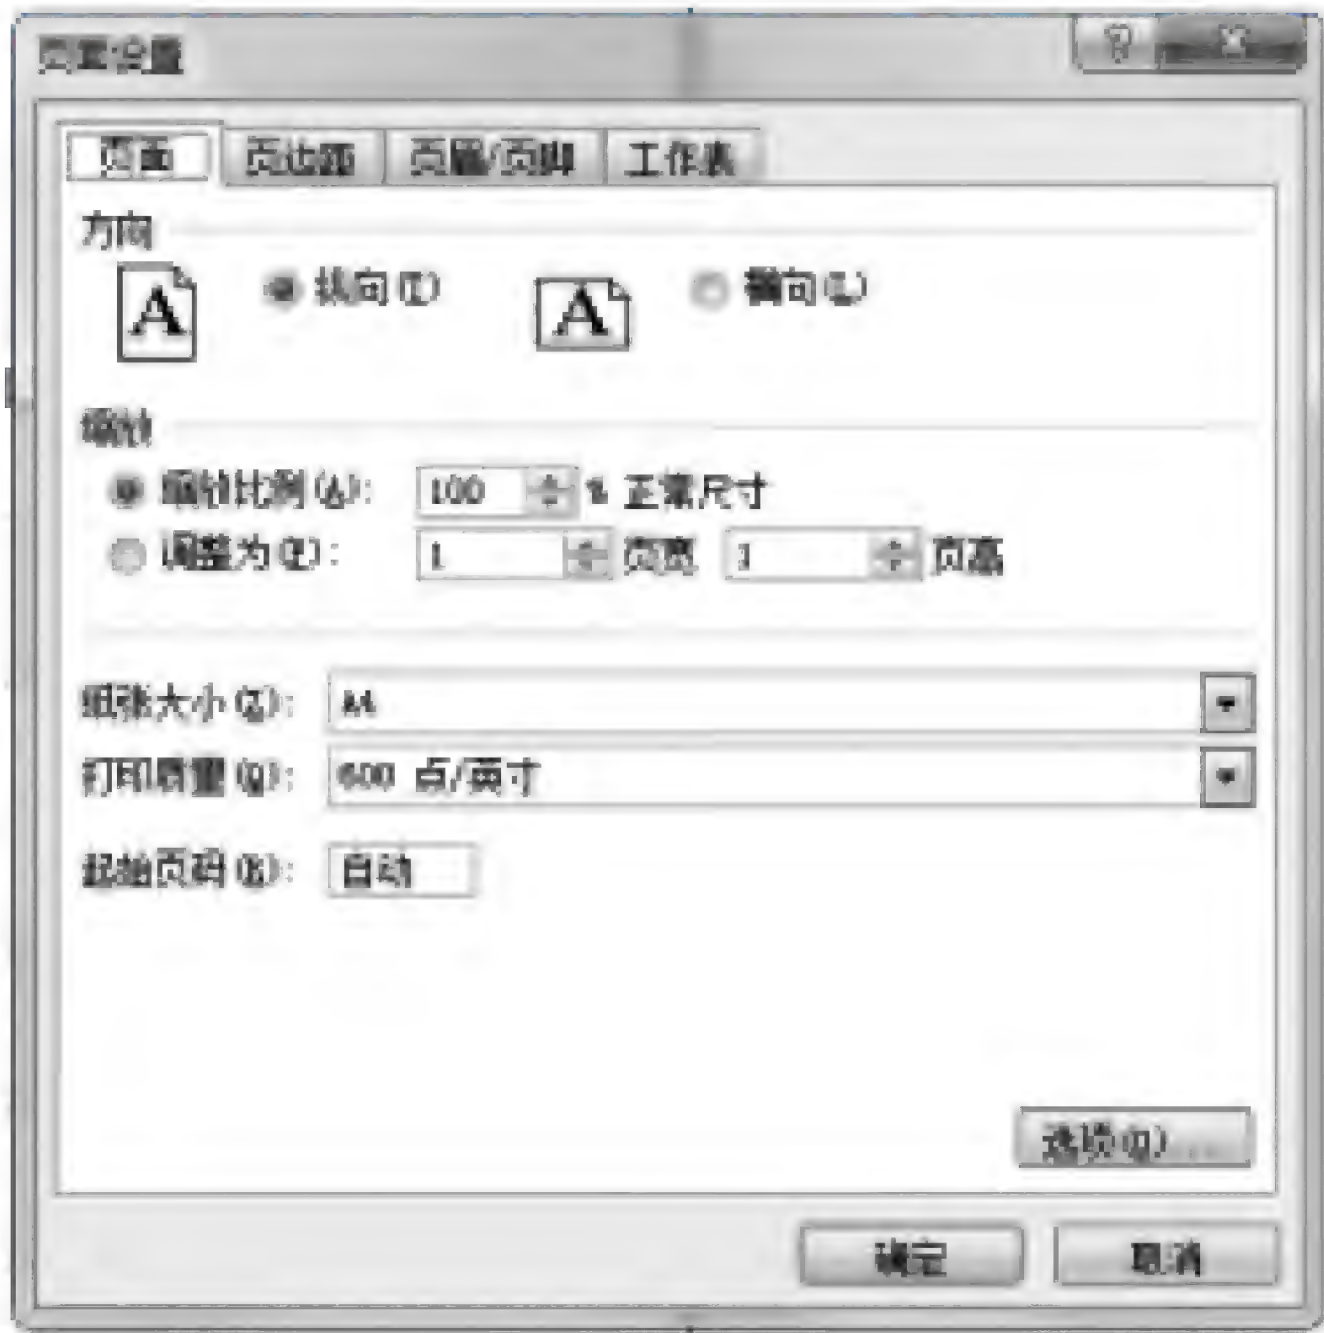 页面设置
页面 页边距 页眉/页脚 工作表
方向
A 纵向(T) A 横向(L)
缩放
缩放比例(A): 100 % 正常尺寸
调整为(F): 1 页宽 1 页高
纸张大小(Z): A4
打印质量(Q): 600 点/英寸
起始页码(R): 自动
选项(O)...
确定 取消